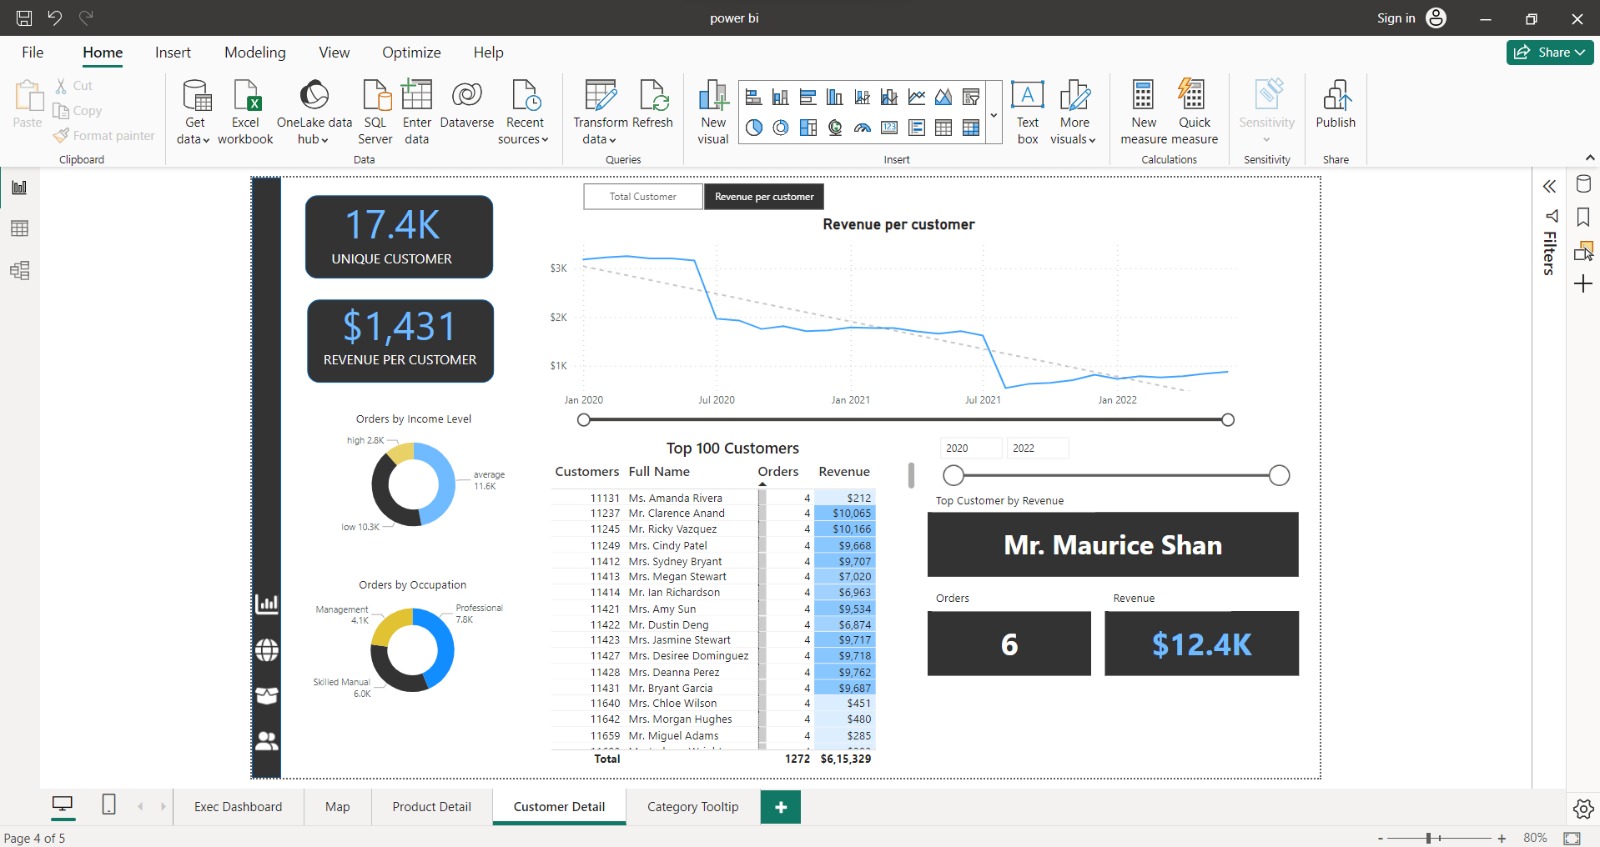 power bi
Sign in
File Home Insert Modeling View Optimize Help
Share
Paste
Cut
Copy
Format painter
Clipboard
Get data
Excel workbook
OneLake data hub
SQL Server
Enter data
Dataverse
Recent sources
Data
Transform data
Refresh
Queries
New visual
123
A
Text box
More visuals
Insert
New measure
Quick measure
Calculations
Sensitivity
Sensitivity
Publish
Share
17.4K
UNIQUE CUSTOMER
$1,431
REVENUE PER CUSTOMER
Total Customer
Revenue per customer
Revenue per customer
$3K
$2K
$1K
Jan 2020 Jul 2020 Jan 2021 Jul 2021 Jan 2022
Orders by Income Level
high 2.8K
average 11.6K
low 10.3K
Orders by Occupation
Management 4.1K
Professional 7.8K
Skilled Manual 6.0K
Top 100 Customers
Customers Full Name Orders Revenue
11131 Ms. Amanda Rivera 4 $212
11237 Mr. Clarence Anand 4 $10,065
11245 Mr. Ricky Vazquez 4 $10,166
11249 Mrs. Cindy Patel 4 $9,668
11412 Mrs. Sydney Bryant 4 $9,707
11413 Mrs. Megan Stewart 4 $7,020
11414 Mr. Ian Richardson 4 $6,963
11421 Mrs. Amy Sun 4 $9,534
11422 Mr. Dustin Deng 4 $6,874
11423 Mrs. Jasmine Stewart 4 $9,717
11427 Mrs. Desiree Dominguez 4 $9,718
11428 Mrs. Deanna Perez 4 $9,762
11431 Mr. Bryant Garcia 4 $9,687
11640 Mrs. Chloe Wilson 4 $451
11642 Mrs. Morgan Hughes 4 $480
11659 Mr. Miguel Adams 4 $285
Total 1272 $6,15,329
2020 2022
Top Customer by Revenue
Mr. Maurice Shan
Orders
6
Revenue
$12.4K
Filters
Exec Dashboard Map Product Detail Customer Detail Category Tooltip +
Page 4 of 5
- + 80%